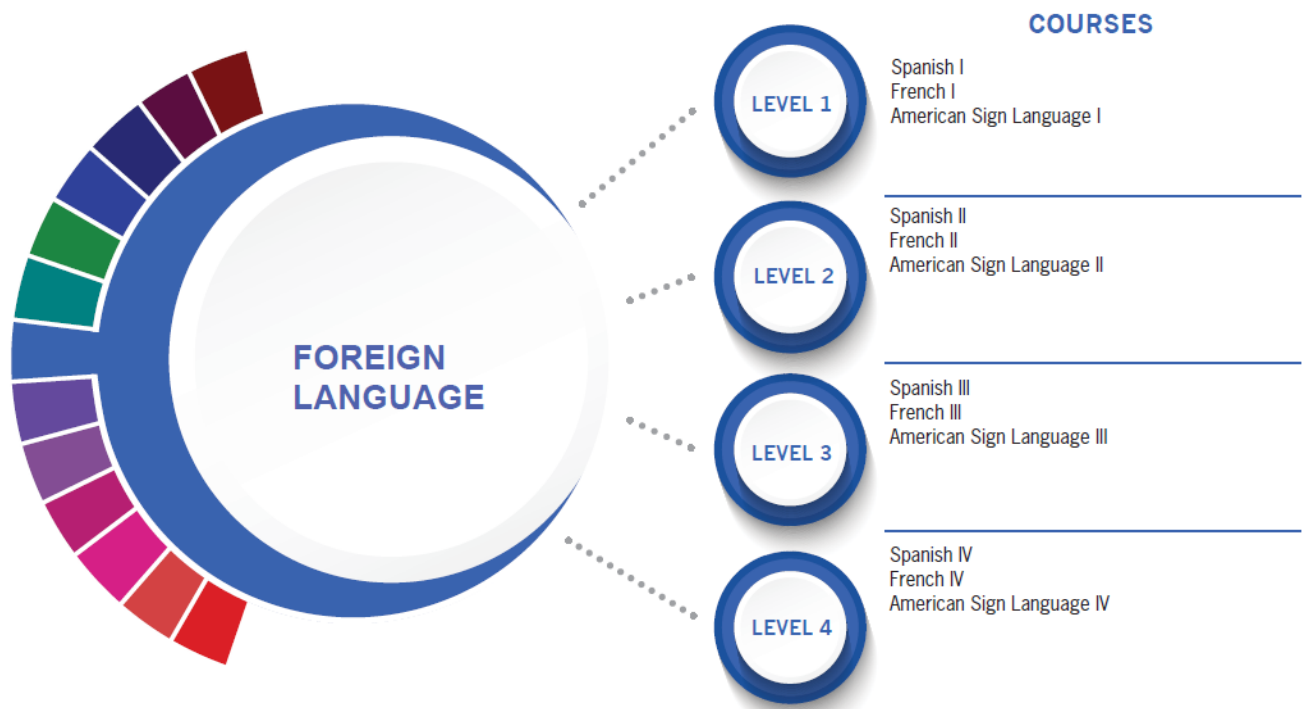 COURSES
FOREIGN
LANGUAGE
LEVEL 1
Spanish I
French I
American Sign Language I
LEVEL 2
Spanish II
French II
American Sign Language II
LEVEL 3
Spanish III
French III
American Sign Language III
LEVEL 4
Spanish IV
French IV
American Sign Language IV